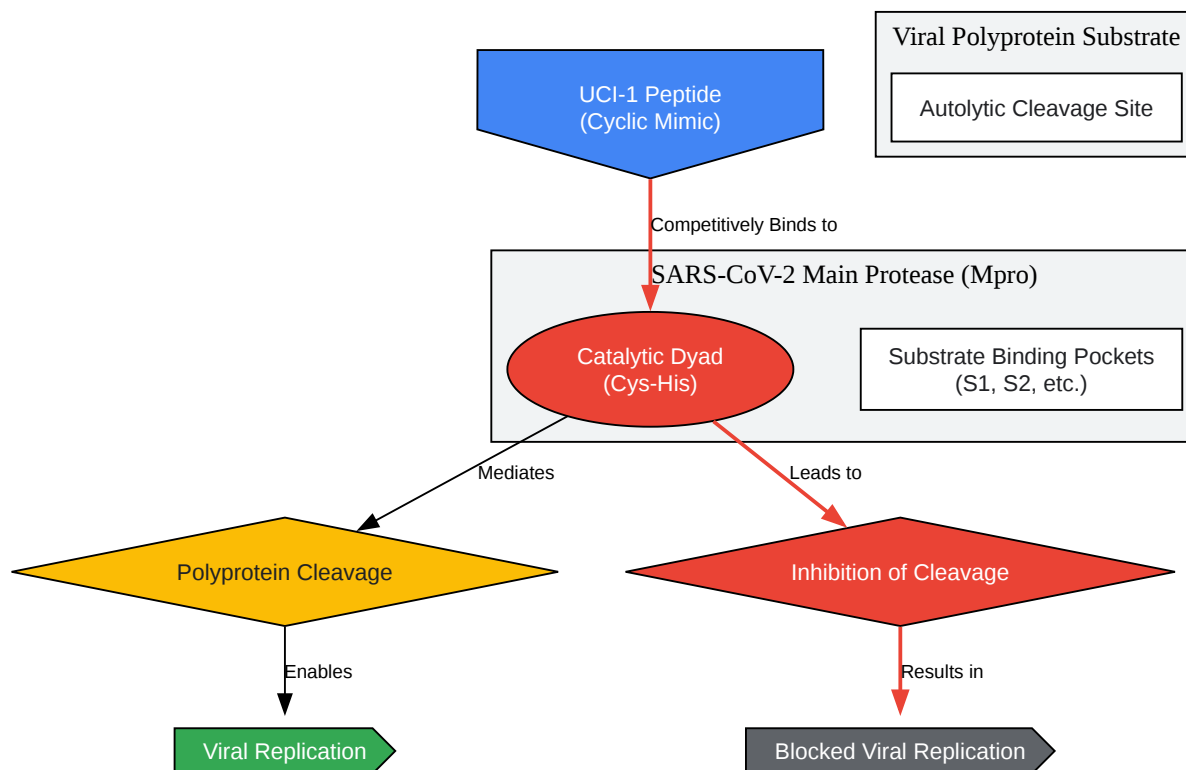 Viral Polyprotein Substrate
Autolytic Cleavage Site
UCI-1 Peptide
(Cyclic Mimic)
Competitively Binds to
SARS-CoV-2 Main Protease (Mpro)
Catalytic Dyad
(Cys-His)
Substrate Binding Pockets
(S1, S2, etc.)
Mediates
Leads to
Polyprotein Cleavage
Inhibition of Cleavage
Enables
Results in
Viral Replication
Blocked Viral Replication